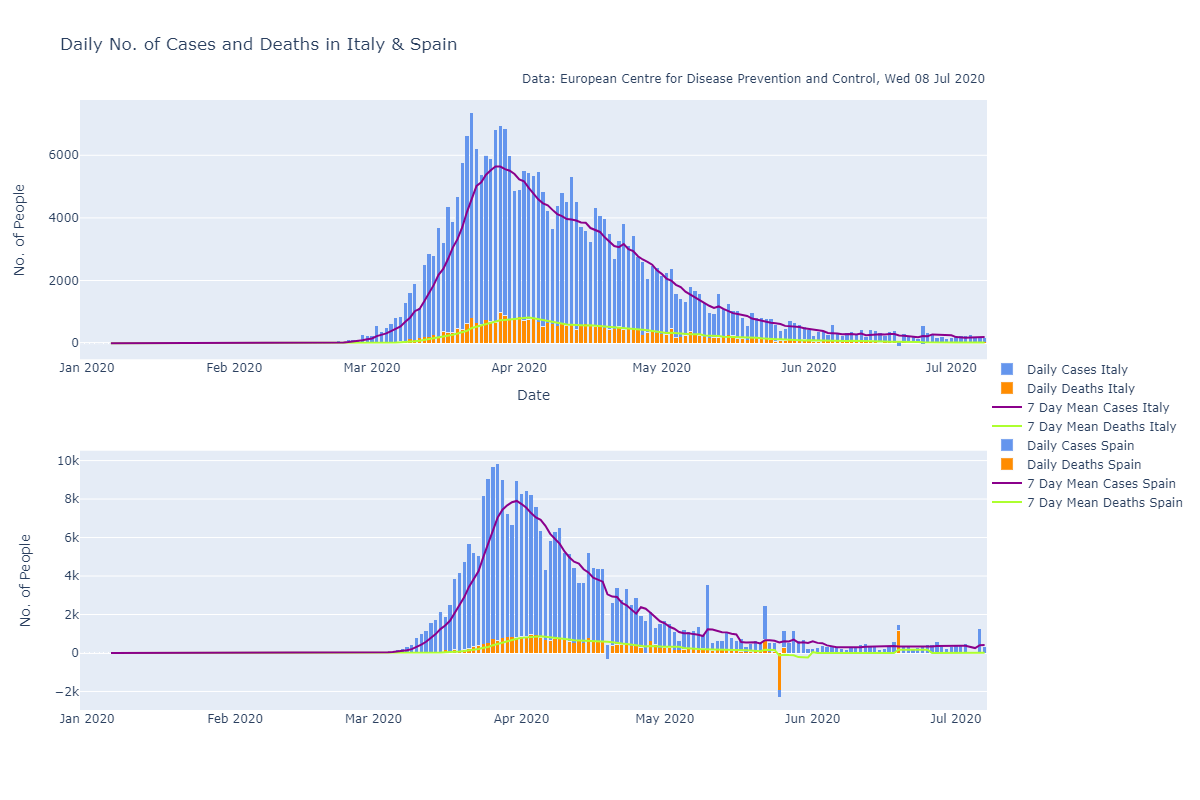 Daily No. of Cases and Deaths in Italy & Spain
Data: European Centre for Disease Prevention and Control, Wed 08 Jul 2020
6000
4000
2000
0
No. of People
Jan 2020 Feb 2020 Mar 2020 Apr 2020 May 2020 Jun 2020 Jul 2020
Date
Daily Cases Italy
Daily Deaths Italy
7 Day Mean Cases Italy
7 Day Mean Deaths Italy
Daily Cases Spain
Daily Deaths Spain
7 Day Mean Cases Spain
7 Day Mean Deaths Spain
10k
8k
6k
4k
2k
0
−2k
No. of People
Jan 2020 Feb 2020 Mar 2020 Apr 2020 May 2020 Jun 2020 Jul 2020